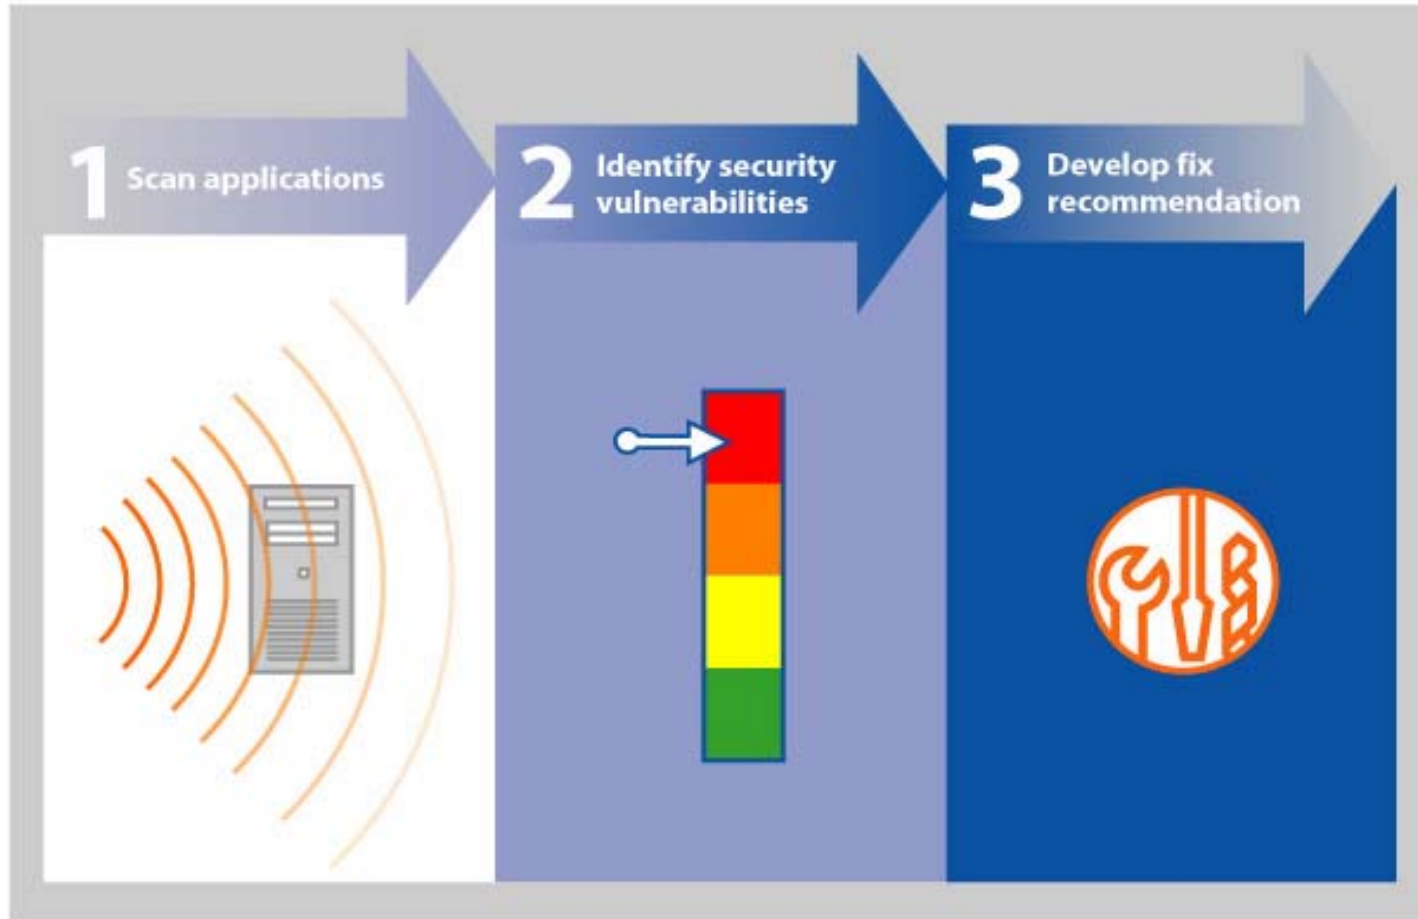 1 Scan applications
2 Identify security
vulnerabilities
3 Develop fix
recommendation